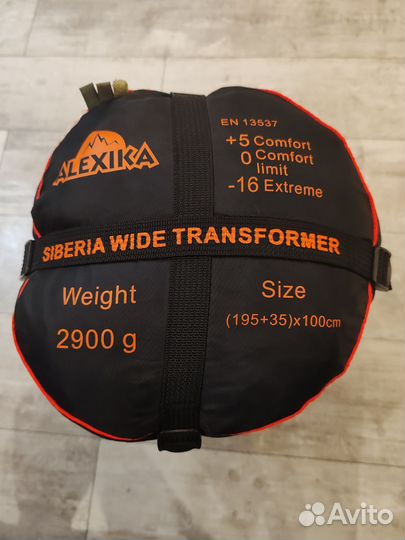 ALEXIKA
EN 13537
+5 Comfort
0 Comfort
limit
-16 Extreme
SIBERIA WIDE TRANSFORMER
Weight
2900 g
Size
(195+35)x100cm
Avito